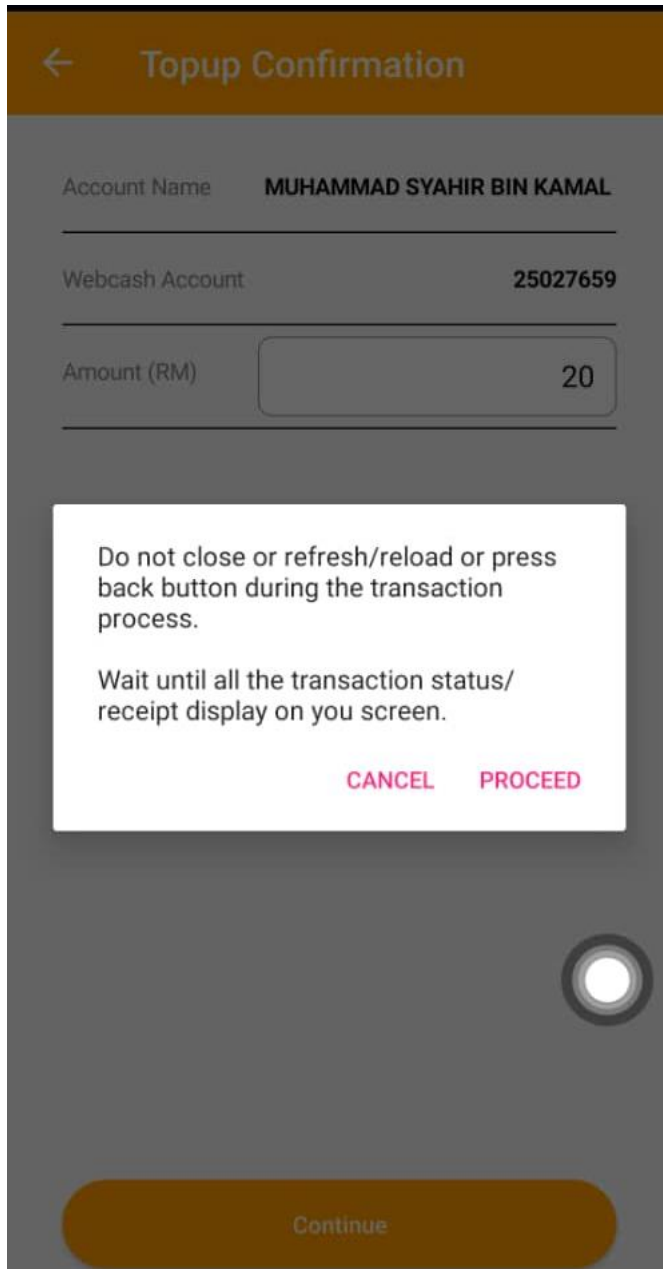 Topup Confirmation
Account Name MUHAMMAD SYAHIR BIN KAMAL
Webcash Account 25027659
Amount (RM) 20
Do not close or refresh/reload or press
back button during the transaction
process.
Wait until all the transaction status/
receipt display on you screen.
CANCEL PROCEED
Continue